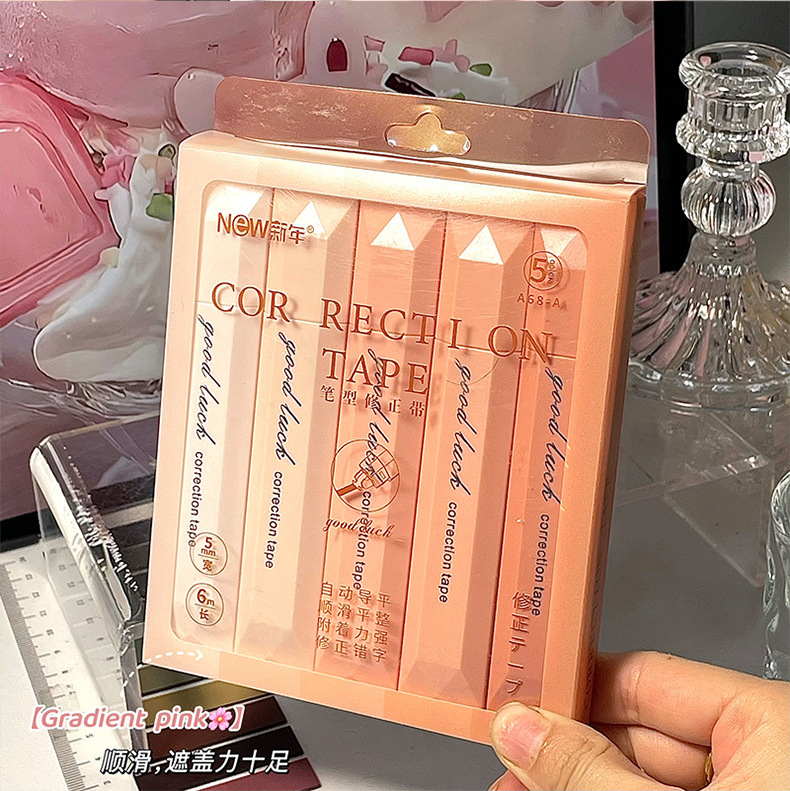 New新年®
5
A68-A
COR RECTI ON
TAPE
笔型修正带
good luck correction tape
good luck correction tape
good luck correction tape
good luck correction tape
good luck correction tape
good luck
5
mm
宽
6m
长
自动导平
顺滑平整
附着力强
修正错字
修正テープ
【Gradient pink🌸】
顺滑,遮盖力十足